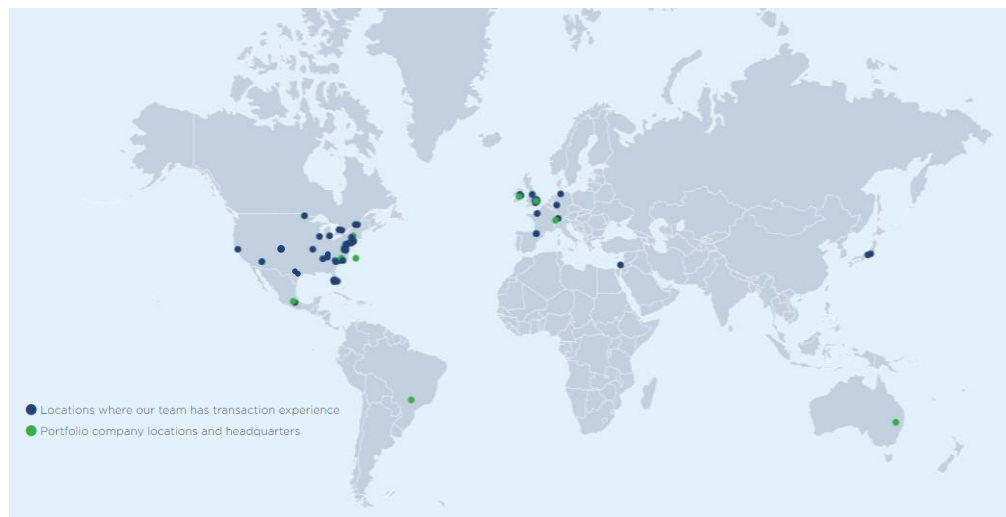 Locations where our team has transaction experience
Portfolio company locations and headquarters